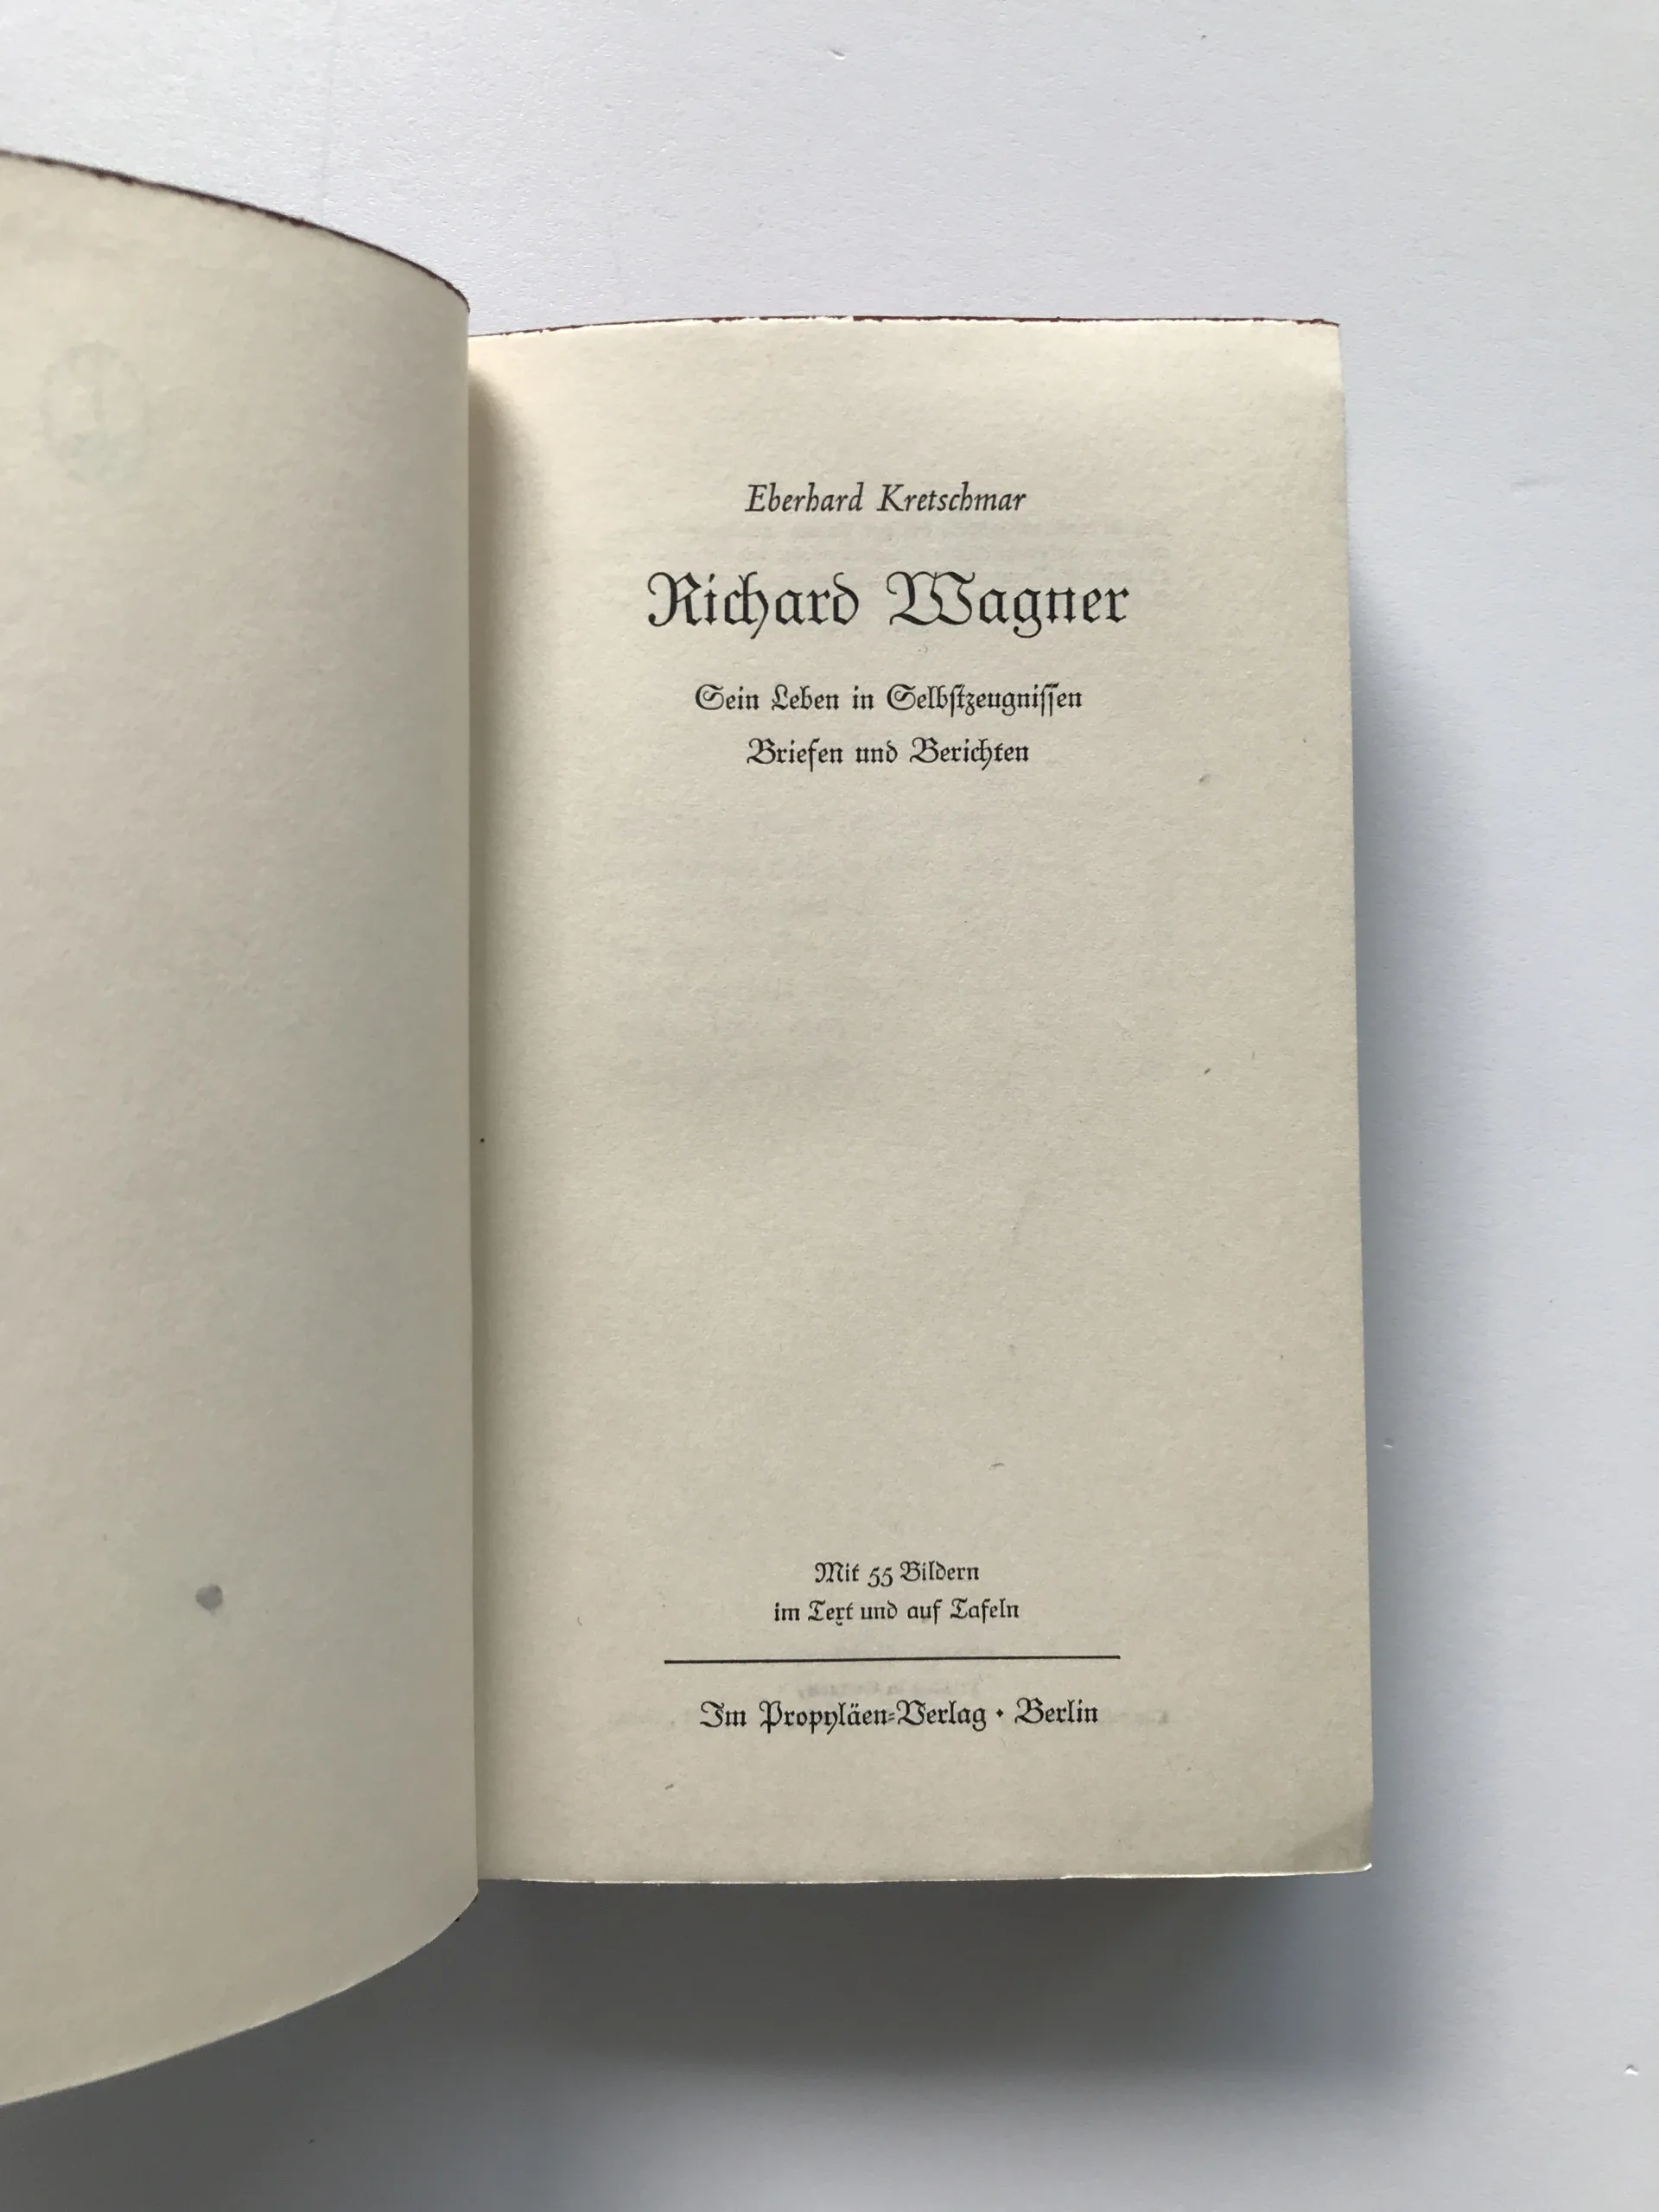 Eberhard Kretschmar
Richard Wagner
Sein Leben in Selbstzeugnissen
Briefen und Berichten
Mit 55 Bildern
im Text und auf Tafeln
Im Propyläen-Verlag • Berlin